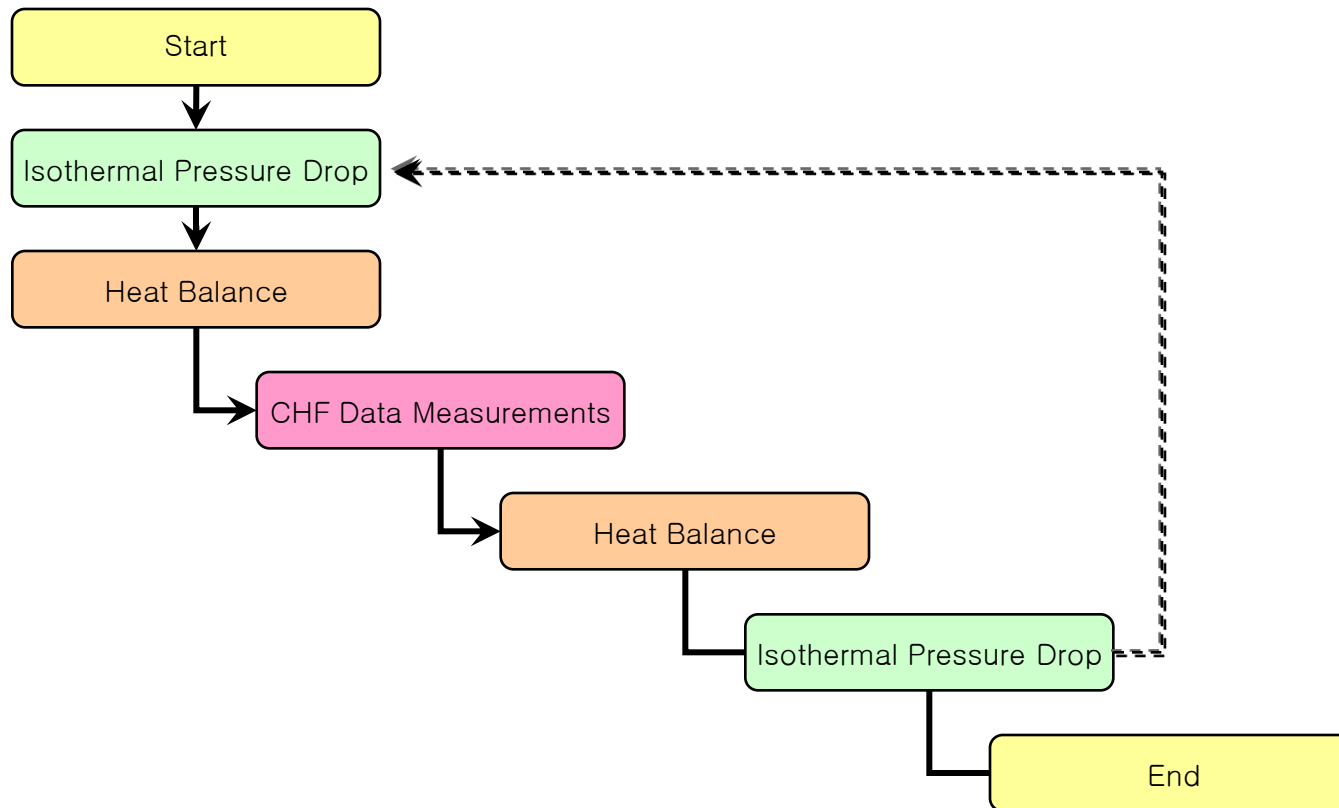 Start
Isothermal Pressure Drop
Heat Balance
CHF Data Measurements
Heat Balance
Isothermal Pressure Drop
End